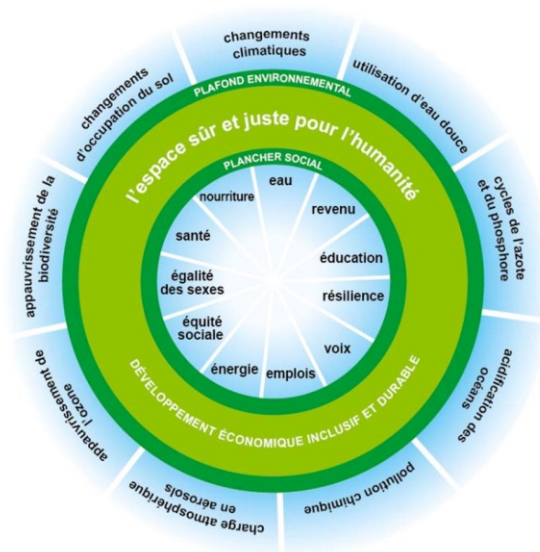 changements
climatiques
utilisation d'eau douce
cycles de l'azote
et du phosphore
acidification des
océans
pollution chimique
charge atmosphérique
en aérosols
appauvrissement de
l'ozone
appauvrissement de la
biodiversité
changements
d'occupation du sol
PLAFOND ENVIRONNEMENTAL
l'espace sûr et juste pour l'humanité
PLANCHER SOCIAL
eau
revenu
éducation
résilience
voix
emplois
énergie
équité
sociale
égalité
des sexes
santé
nourriture
DÉVELOPPEMENT ÉCONOMIQUE INCLUSIF ET DURABLE